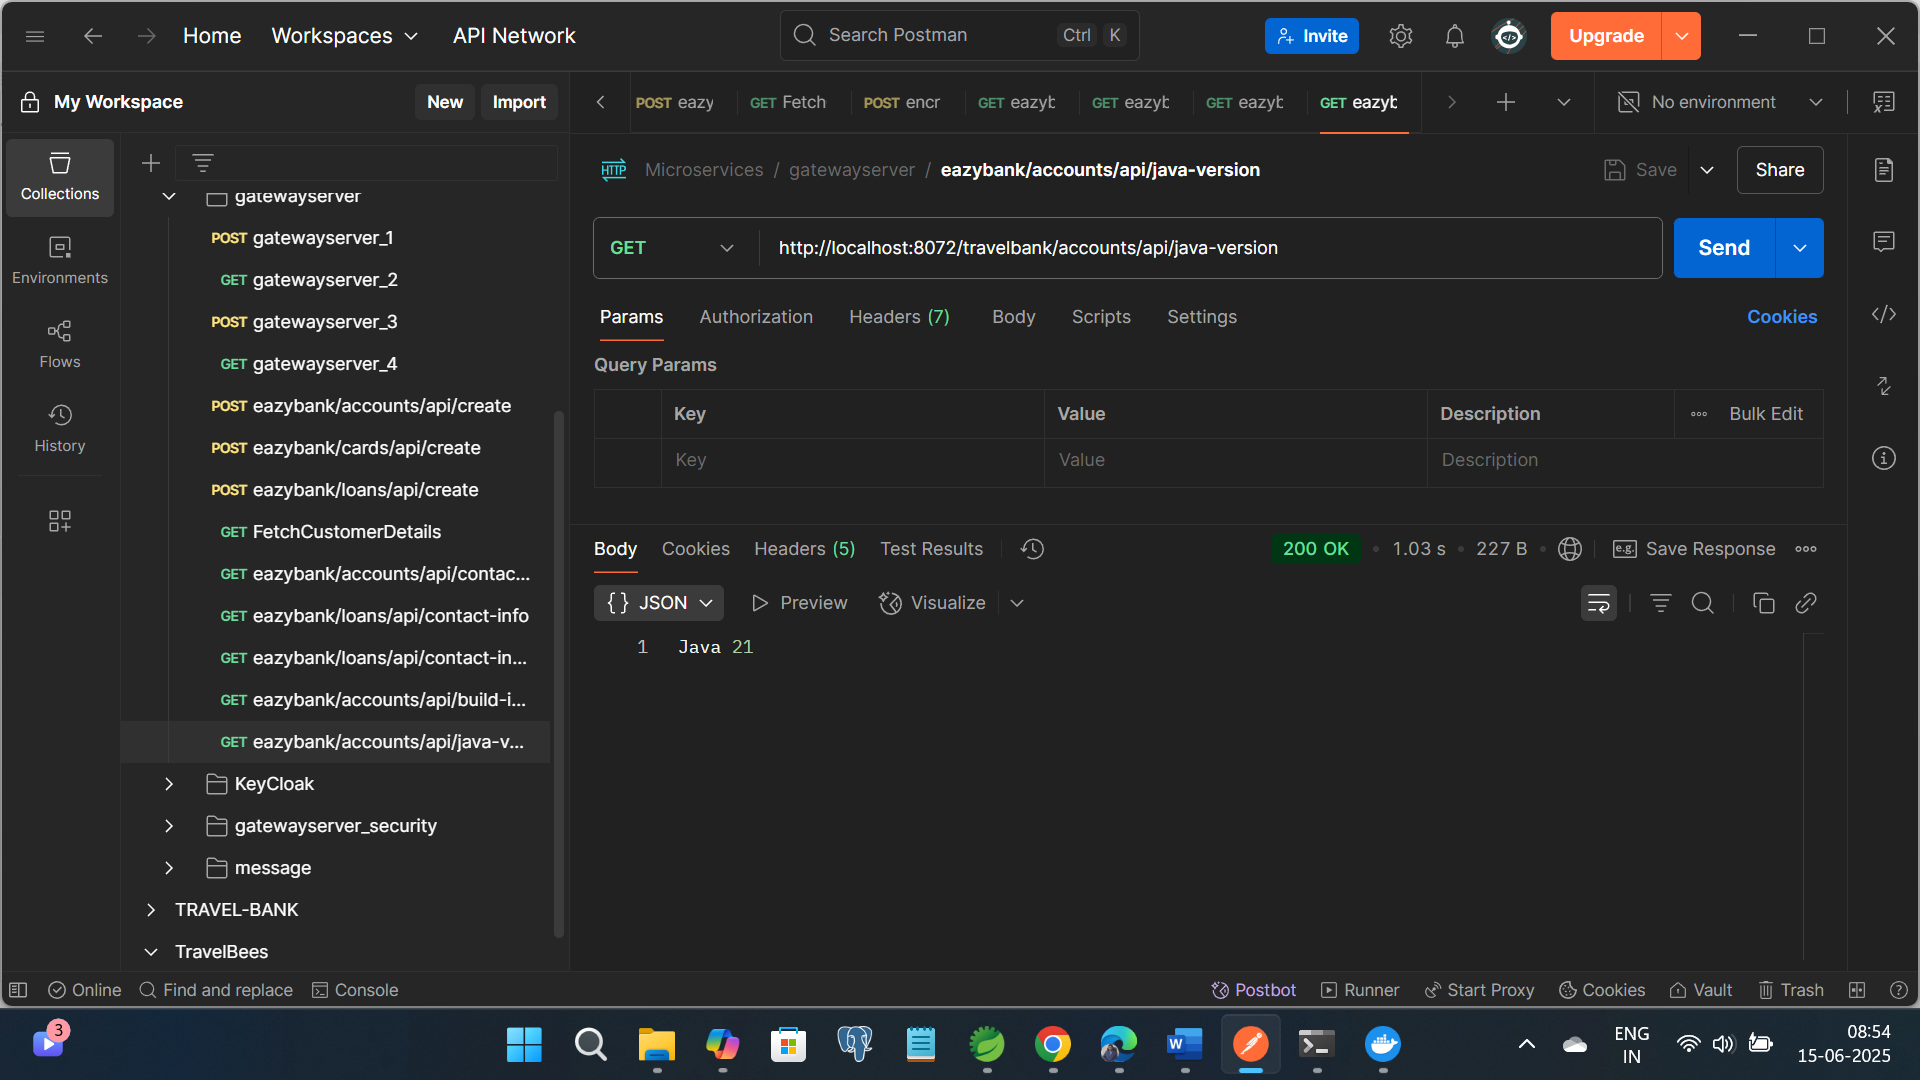 Home
Workspaces
API Network
Search Postman
Ctrl K
Invite
Upgrade
My Workspace
New
Import
POST eazy
GET Fetch
POST encr
GET eazyb
GET eazyb
GET eazyb
GET eazyb
No environment
Collections
Environments
Flows
History
gatewayserver
POST gatewayserver_1
GET gatewayserver_2
POST gatewayserver_3
GET gatewayserver_4
POST eazybank/accounts/api/create
POST eazybank/cards/api/create
POST eazybank/loans/api/create
GET FetchCustomerDetails
GET eazybank/accounts/api/contac...
GET eazybank/loans/api/contact-info
GET eazybank/loans/api/contact-in...
GET eazybank/accounts/api/build-i...
GET eazybank/accounts/api/java-v...
KeyCloak
gatewayserver_security
message
TRAVEL-BANK
TravelBees
HTTP Microservices / gatewayserver / eazybank/accounts/api/java-version
Save
Share
GET
http://localhost:8072/travelbank/accounts/api/java-version
Send
Params
Authorization
Headers (7)
Body
Scripts
Settings
Cookies
Query Params
Key
Value
Description
Bulk Edit
Key
Value
Description
Body
Cookies
Headers (5)
Test Results
200 OK
1.03 s
227 B
e.g. Save Response
{} JSON
Preview
Visualize
1 Java 21
Online
Find and replace
Console
Postbot
Runner
Start Proxy
Cookies
Vault
Trash
3
W
ENG
IN
08:54
15-06-2025